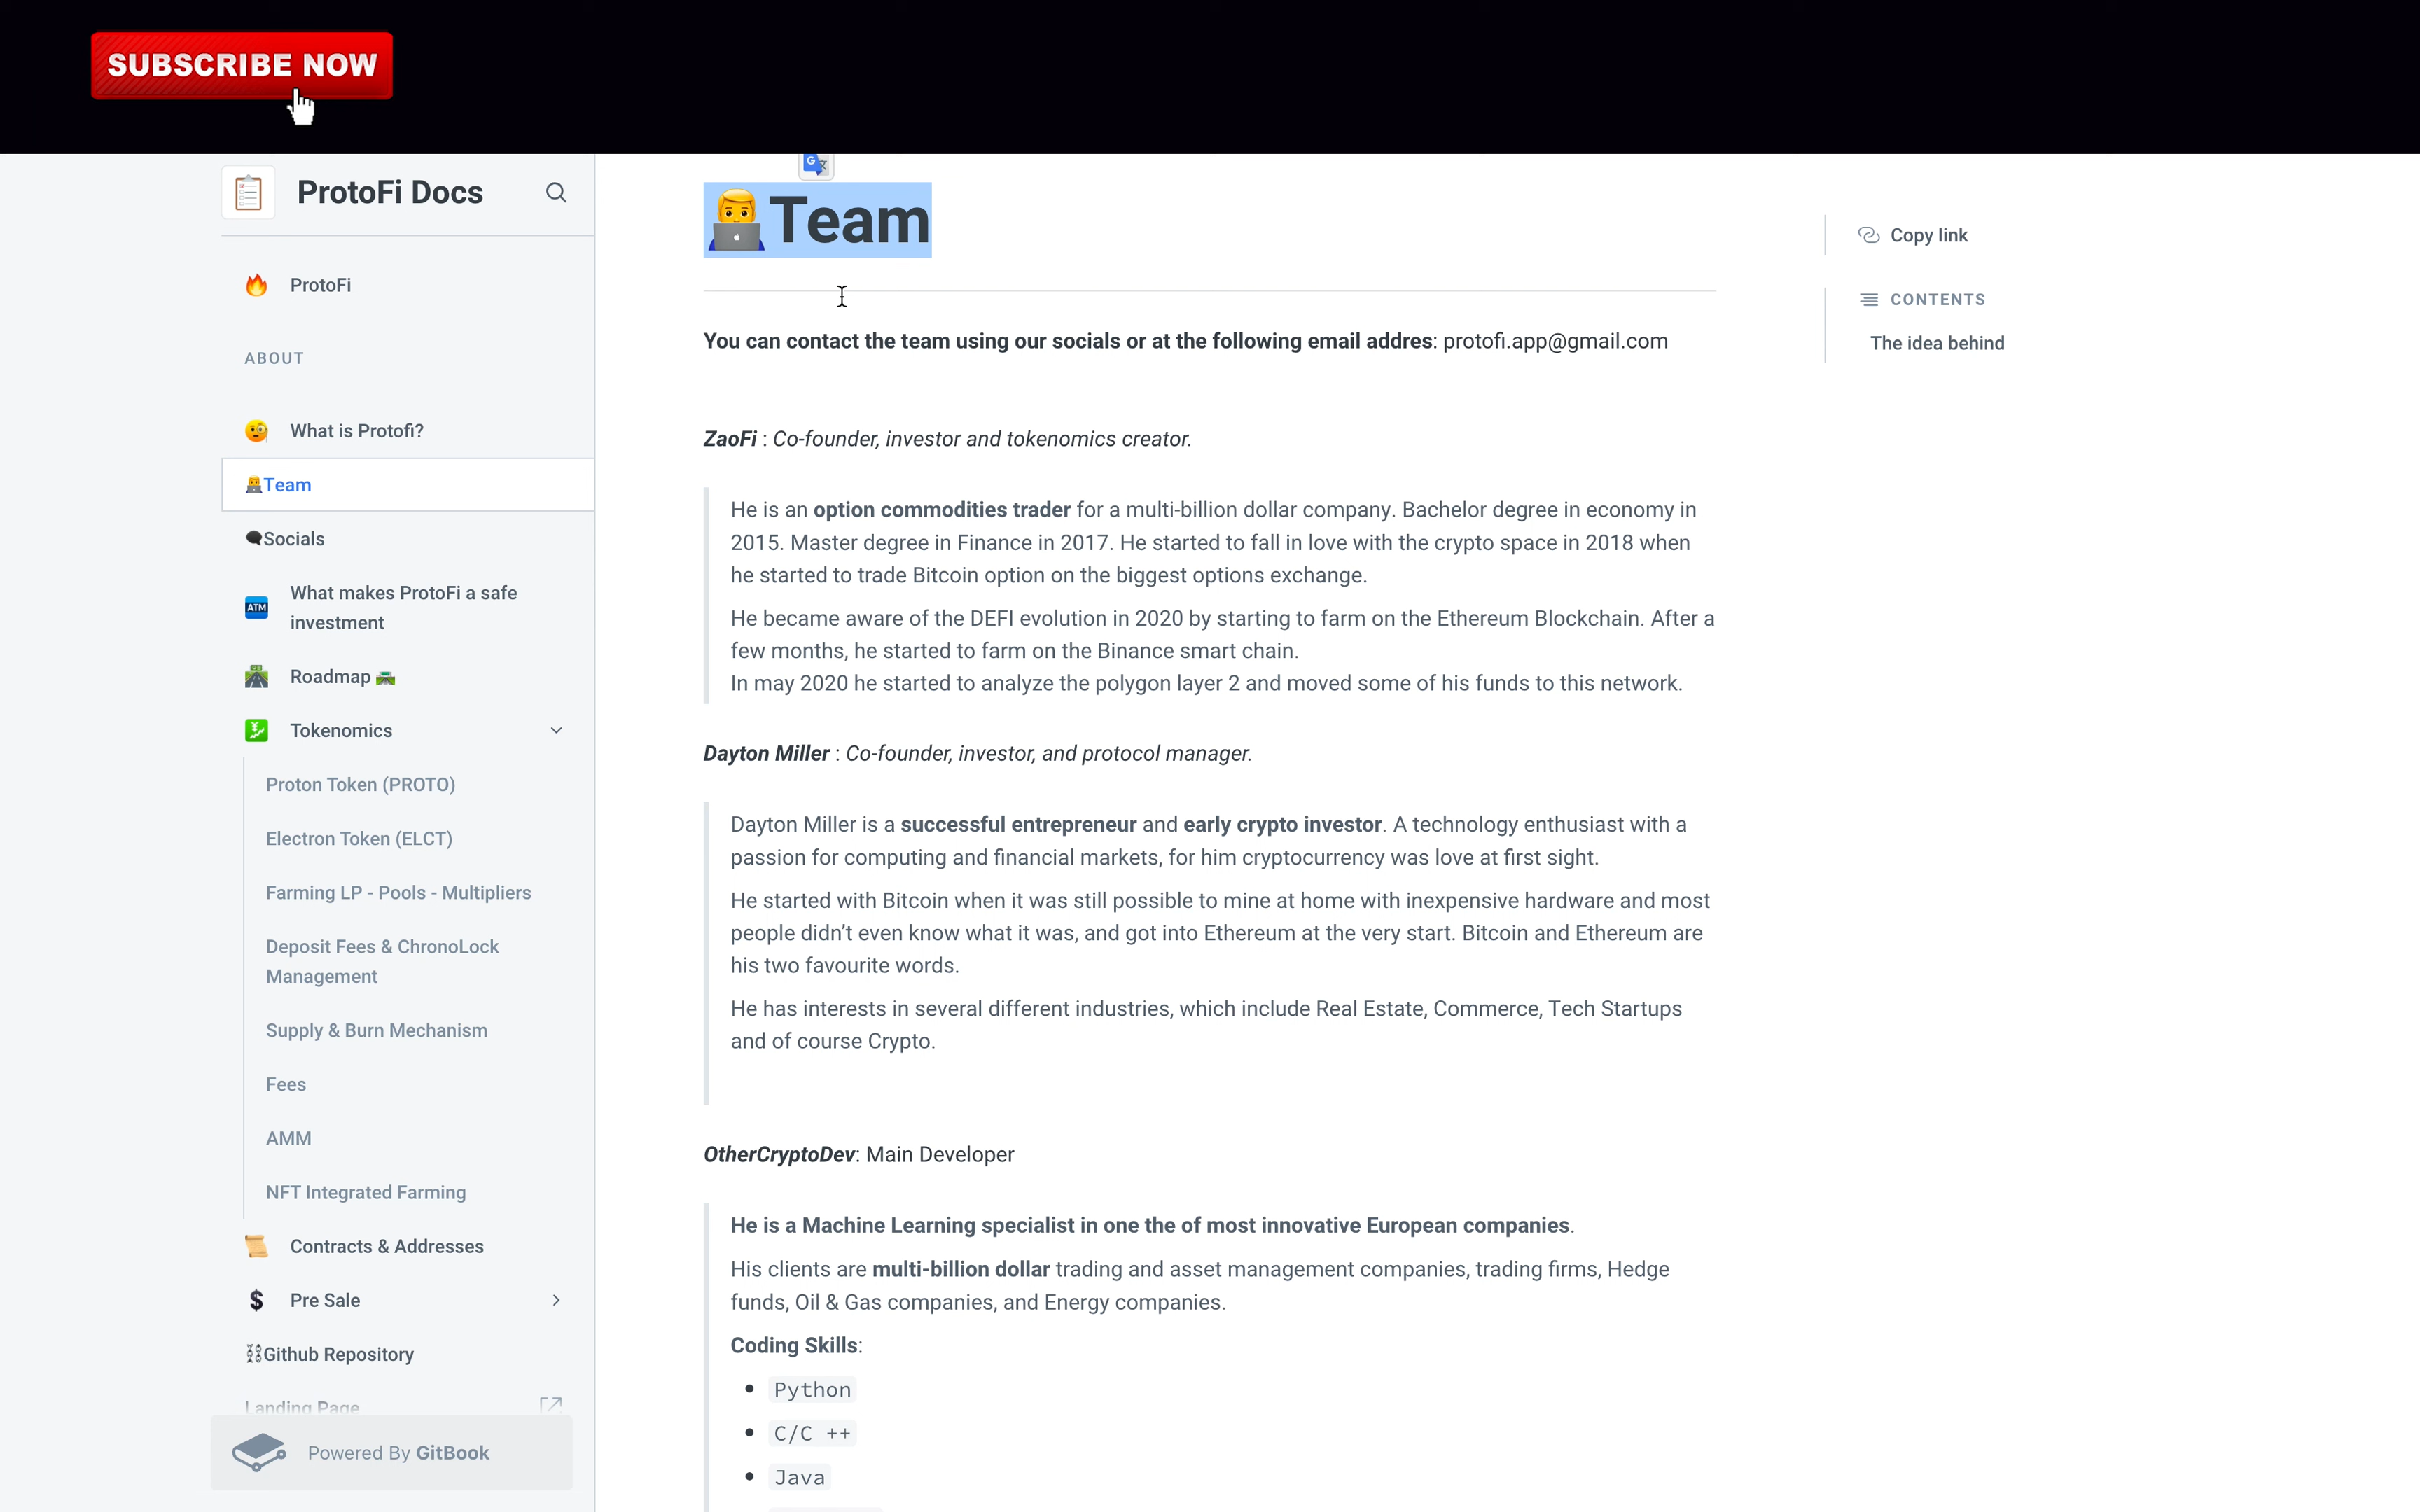 SUBSCRIBE NOW
ProtoFi Docs
ProtoFi
ABOUT
What is Protofi?
Team
Socials
What makes ProtoFi a safe
investment
Roadmap
Tokenomics
Proton Token (PROTO)
Electron Token (ELCT)
Farming LP - Pools - Multipliers
Deposit Fees & ChronoLock
Management
Supply & Burn Mechanism
Fees
AMM
NFT Integrated Farming
Contracts & Addresses
Pre Sale
Github Repository
Landing Page
Powered By GitBook
Team
You can contact the team using our socials or at the following email addres: protofi.app@gmail.com
ZaoFi : Co-founder, investor and tokenomics creator.
He is an option commodities trader for a multi-billion dollar company. Bachelor degree in economy in
2015. Master degree in Finance in 2017. He started to fall in love with the crypto space in 2018 when
he started to trade Bitcoin option on the biggest options exchange.
He became aware of the DEFI evolution in 2020 by starting to farm on the Ethereum Blockchain. After a
few months, he started to farm on the Binance smart chain.
In may 2020 he started to analyze the polygon layer 2 and moved some of his funds to this network.
Dayton Miller : Co-founder, investor, and protocol manager.
Dayton Miller is a successful entrepreneur and early crypto investor. A technology enthusiast with a
passion for computing and financial markets, for him cryptocurrency was love at first sight.
He started with Bitcoin when it was still possible to mine at home with inexpensive hardware and most
people didn’t even know what it was, and got into Ethereum at the very start. Bitcoin and Ethereum are
his two favourite words.
He has interests in several different industries, which include Real Estate, Commerce, Tech Startups
and of course Crypto.
OtherCryptoDev: Main Developer
He is a Machine Learning specialist in one the of most innovative European companies.
His clients are multi-billion dollar trading and asset management companies, trading firms, Hedge
funds, Oil & Gas companies, and Energy companies.
Coding Skills:
Python
C/C ++
Java
Copy link
CONTENTS
The idea behind